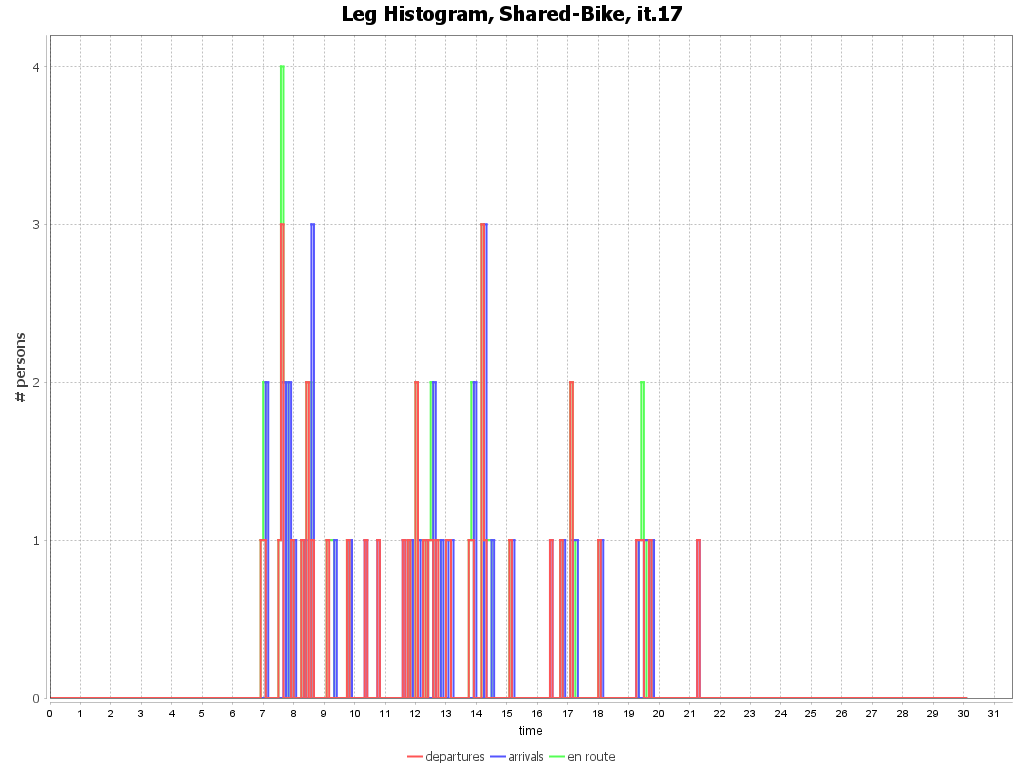 Leg Histogram, Shared-Bike, it.17
# persons
4
3
2
1
0
0 1 2 3 4 5 6 7 8 9 10 11 12 13 14 15 16 17 18 19 20 21 22 23 24 25 26 27 28 29 30 31
time
departures arrivals en route